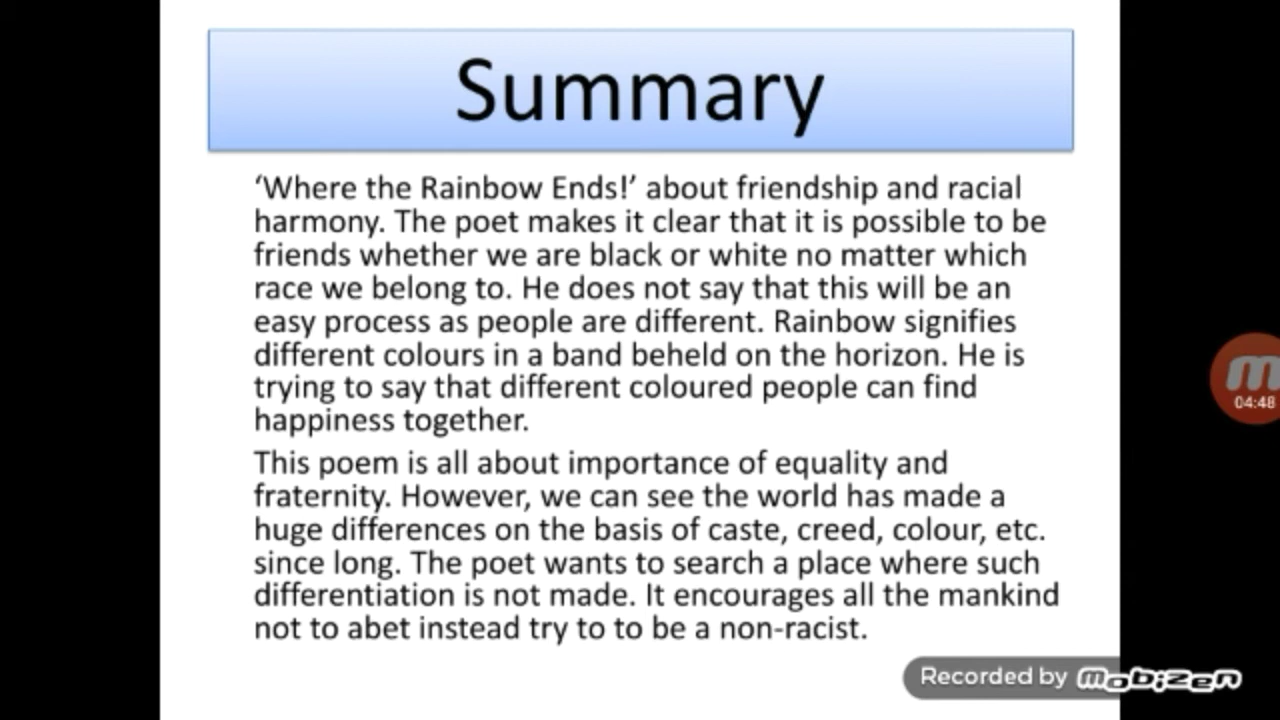 Summary
‘Where the Rainbow Ends!’ about friendship and racial
harmony. The poet makes it clear that it is possible to be
friends whether we are black or white no matter which
race we belong to. He does not say that this will be an
easy process as people are different. Rainbow signifies
different colours in a band beheld on the horizon. He is
trying to say that different coloured people can find
happiness together.
This poem is all about importance of equality and
fraternity. However, we can see the world has made a
huge differences on the basis of caste, creed, colour, etc.
since long. The poet wants to search a place where such
differentiation is not made. It encourages all the mankind
not to abet instead try to to be a non-racist.
04:48
Recorded by mobizen